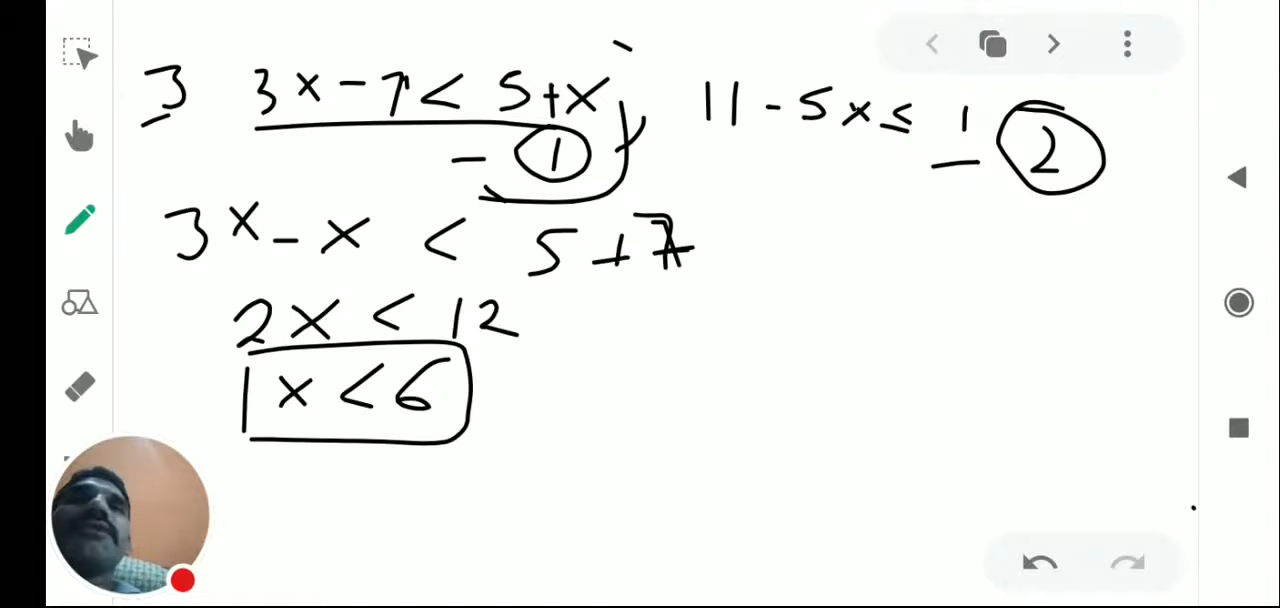 3 3x - 7 < 5 + x , 11 - 5x ≤ 1
- 1 - 2
3x - x < 5 + 7
2x < 12
x < 6